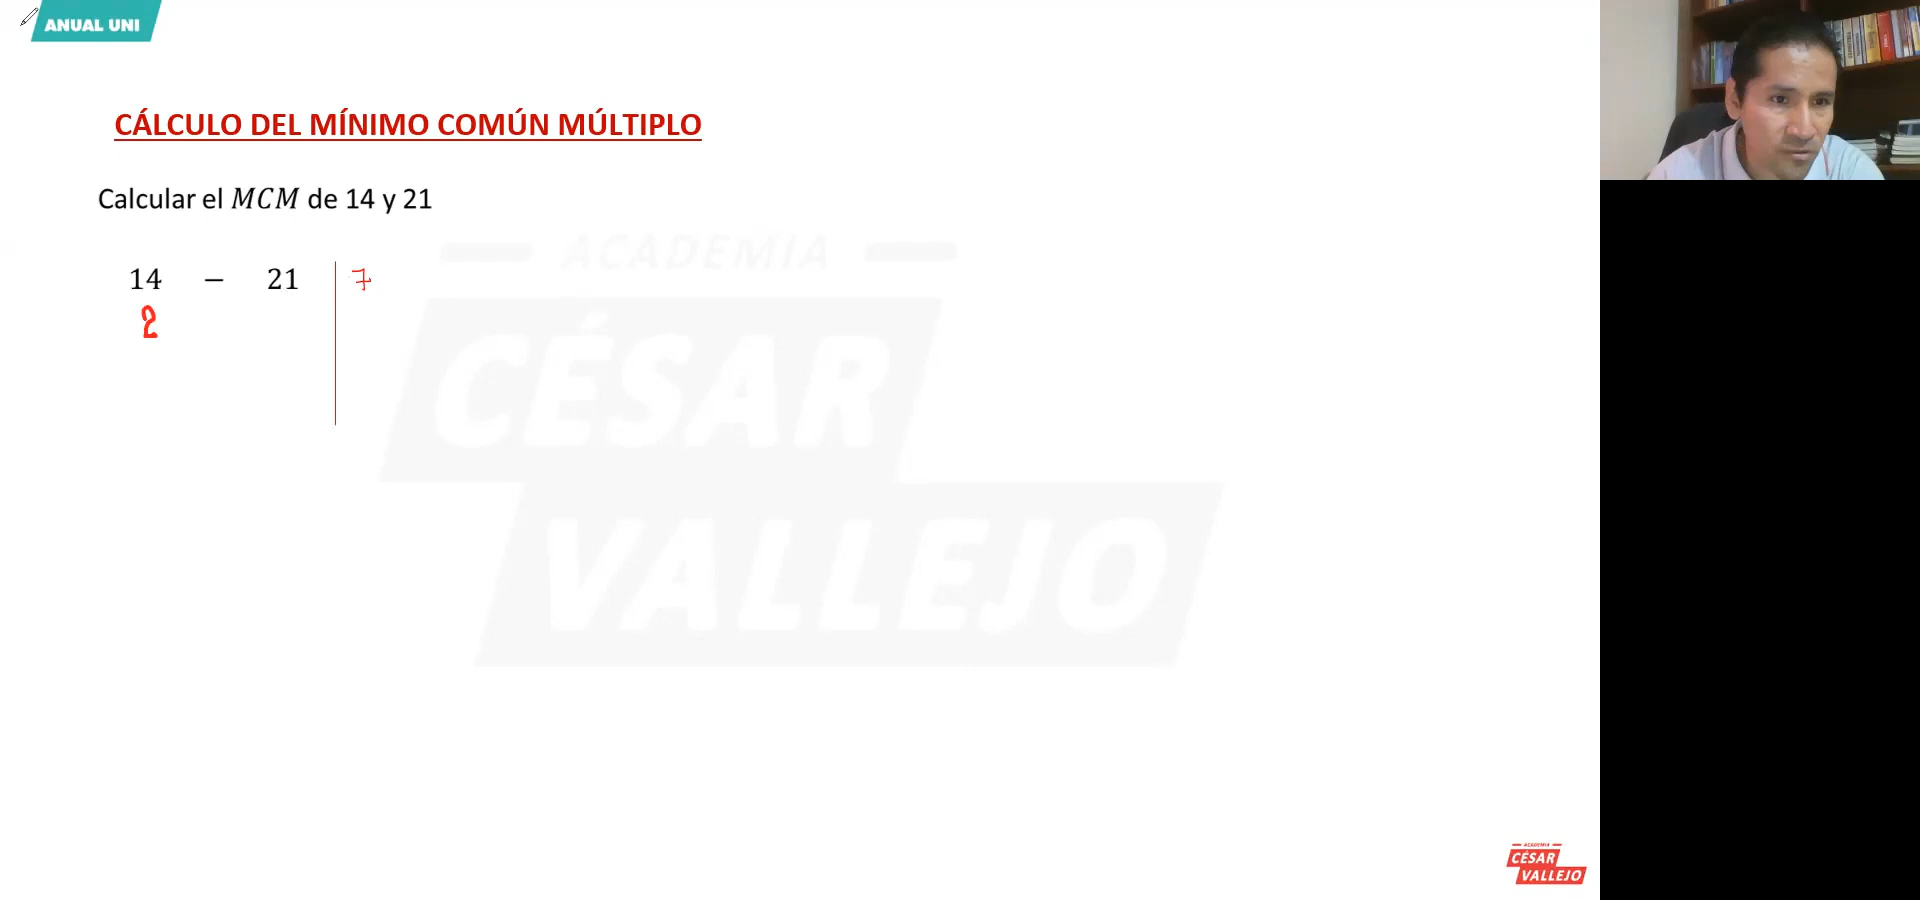 ANUAL UNI
CÁLCULO DEL MÍNIMO COMÚN MÚLTIPLO
Calcular el MCM de 14 y 21
14 − 21 7
2
ACADEMIA
CÉSAR
VALLEJO
ACADEMIA
CÉSAR
VALLEJO